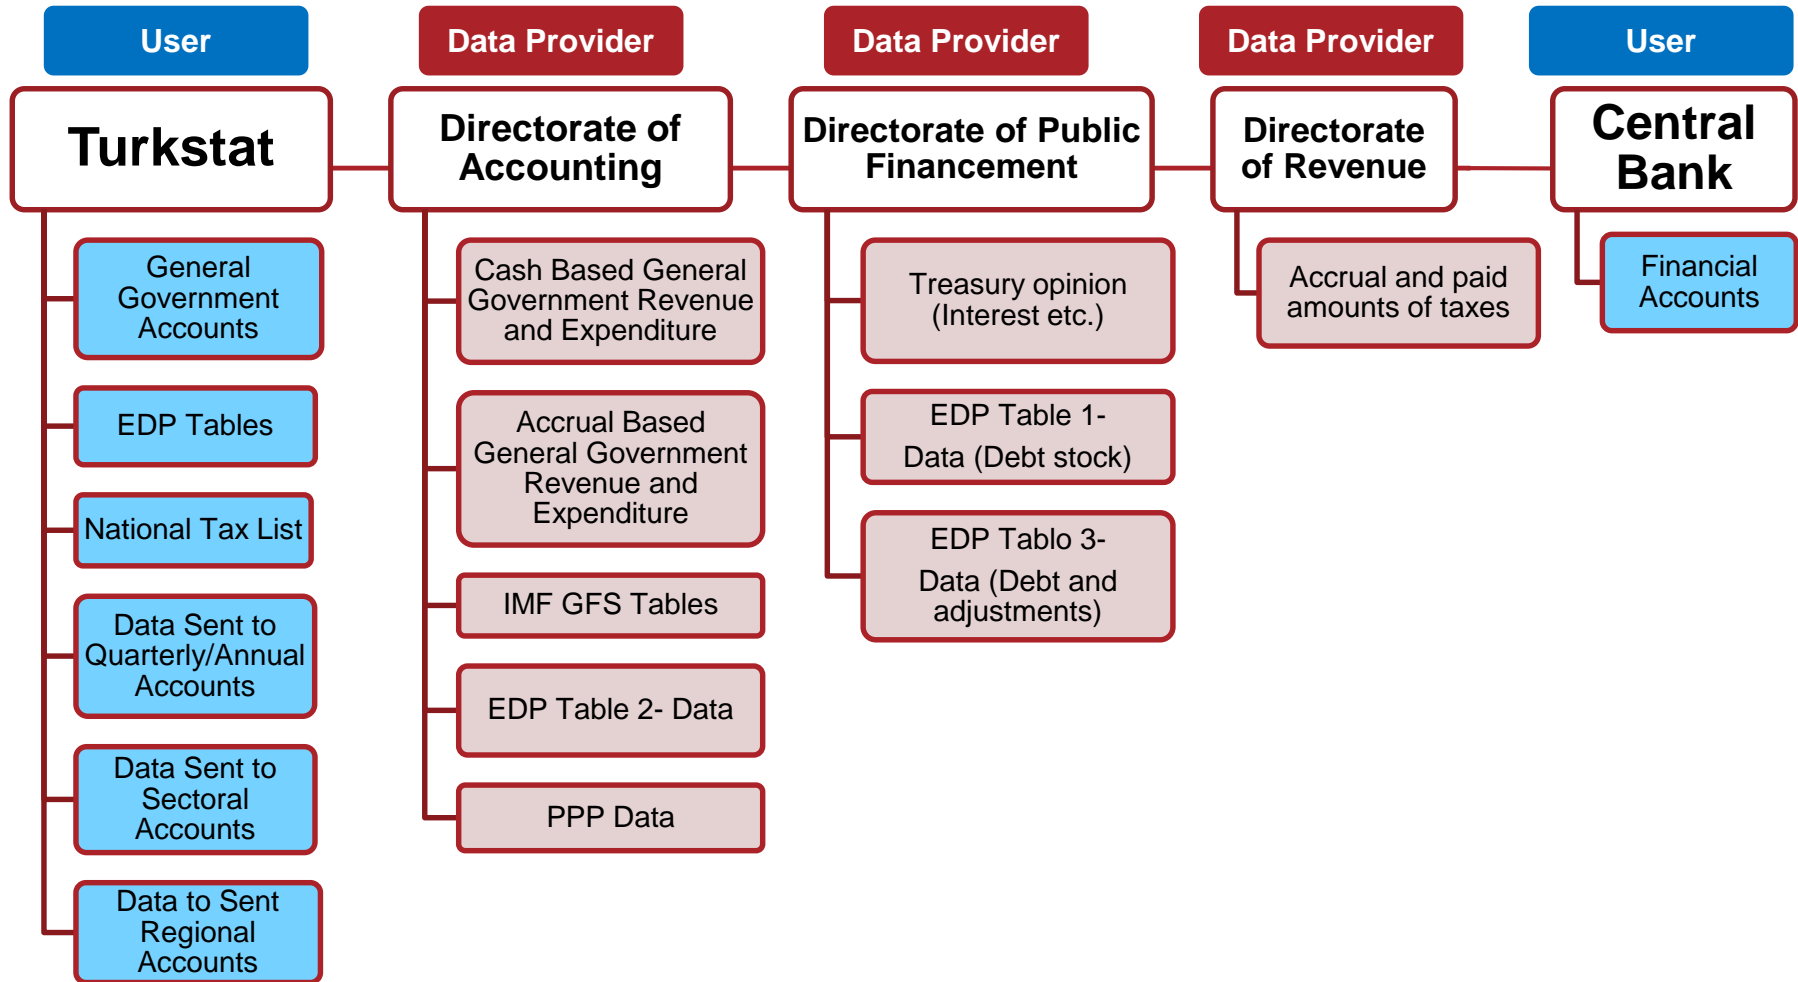 User
Data Provider
Data Provider
Data Provider
User
Turkstat
Directorate of
Accounting
Directorate of Public
Financement
Directorate
of Revenue
Central
Bank
General
Government
Accounts
EDP Tables
National Tax List
Data Sent to
Quarterly/Annual
Accounts
Data Sent to
Sectoral
Accounts
Data to Sent
Regional
Accounts
Cash Based General
Government Revenue
and Expenditure
Accrual Based
General Government
Revenue and
Expenditure
IMF GFS Tables
EDP Table 2- Data
PPP Data
Treasury opinion
(Interest etc.)
EDP Table 1-
Data (Debt stock)
EDP Tablo 3-
Data (Debt and
adjustments)
Accrual and paid
amounts of taxes
Financial
Accounts